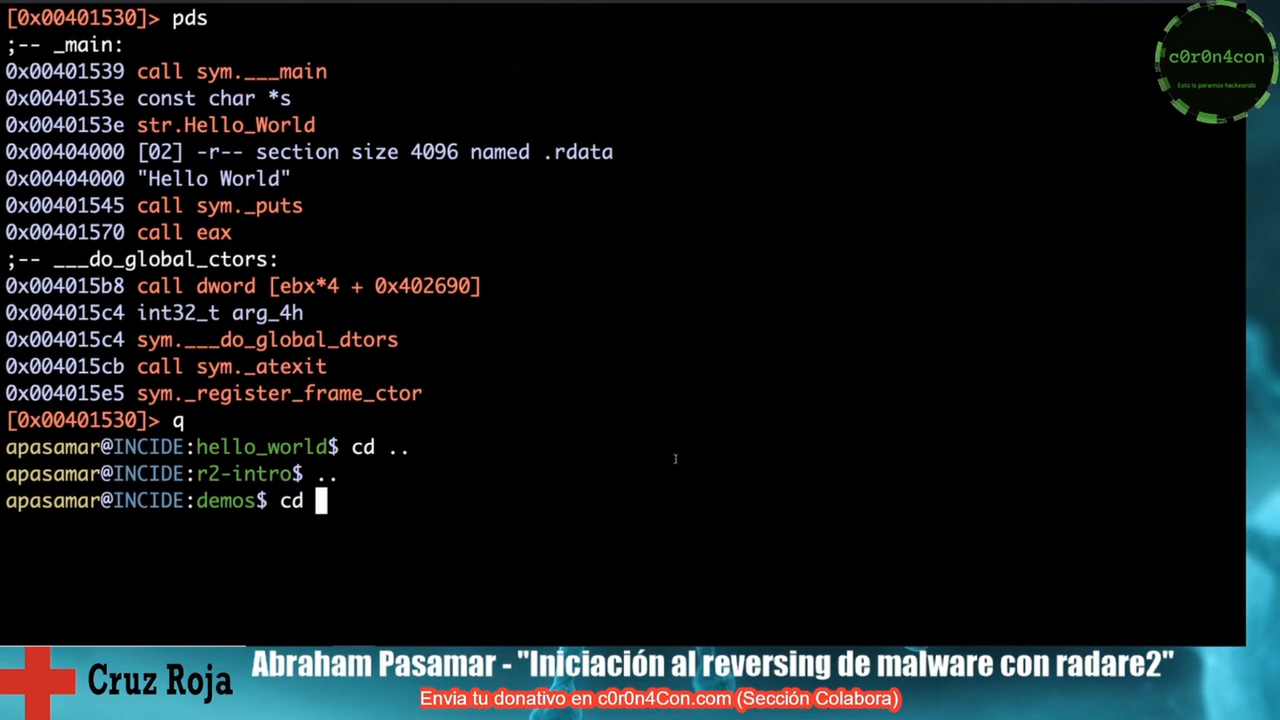 [0x00401530]> pds
;-- _main:
0x00401539 call sym.___main
0x0040153e const char *s
0x0040153e str.Hello_World
0x00404000 [02] -r-- section size 4096 named .rdata
0x00404000 "Hello World"
0x00401545 call sym._puts
0x00401570 call eax
;-- ___do_global_ctors:
0x004015b8 call dword [ebx*4 + 0x402690]
0x004015c4 int32_t arg_4h
0x004015c4 sym.___do_global_dtors
0x004015cb call sym._atexit
0x004015e5 sym._register_frame_ctor
[0x00401530]> q
apasamar@INCIDE:hello_world$ cd ..
apasamar@INCIDE:r2-intro$ ..
apasamar@INCIDE:demos$ cd
c0r0n4con
Esto lo paramos hackeando
Cruz Roja
Abraham Pasamar - "Iniciación al reversing de malware con radare2"
Envia tu donativo en c0r0n4Con.com (Sección Colabora)